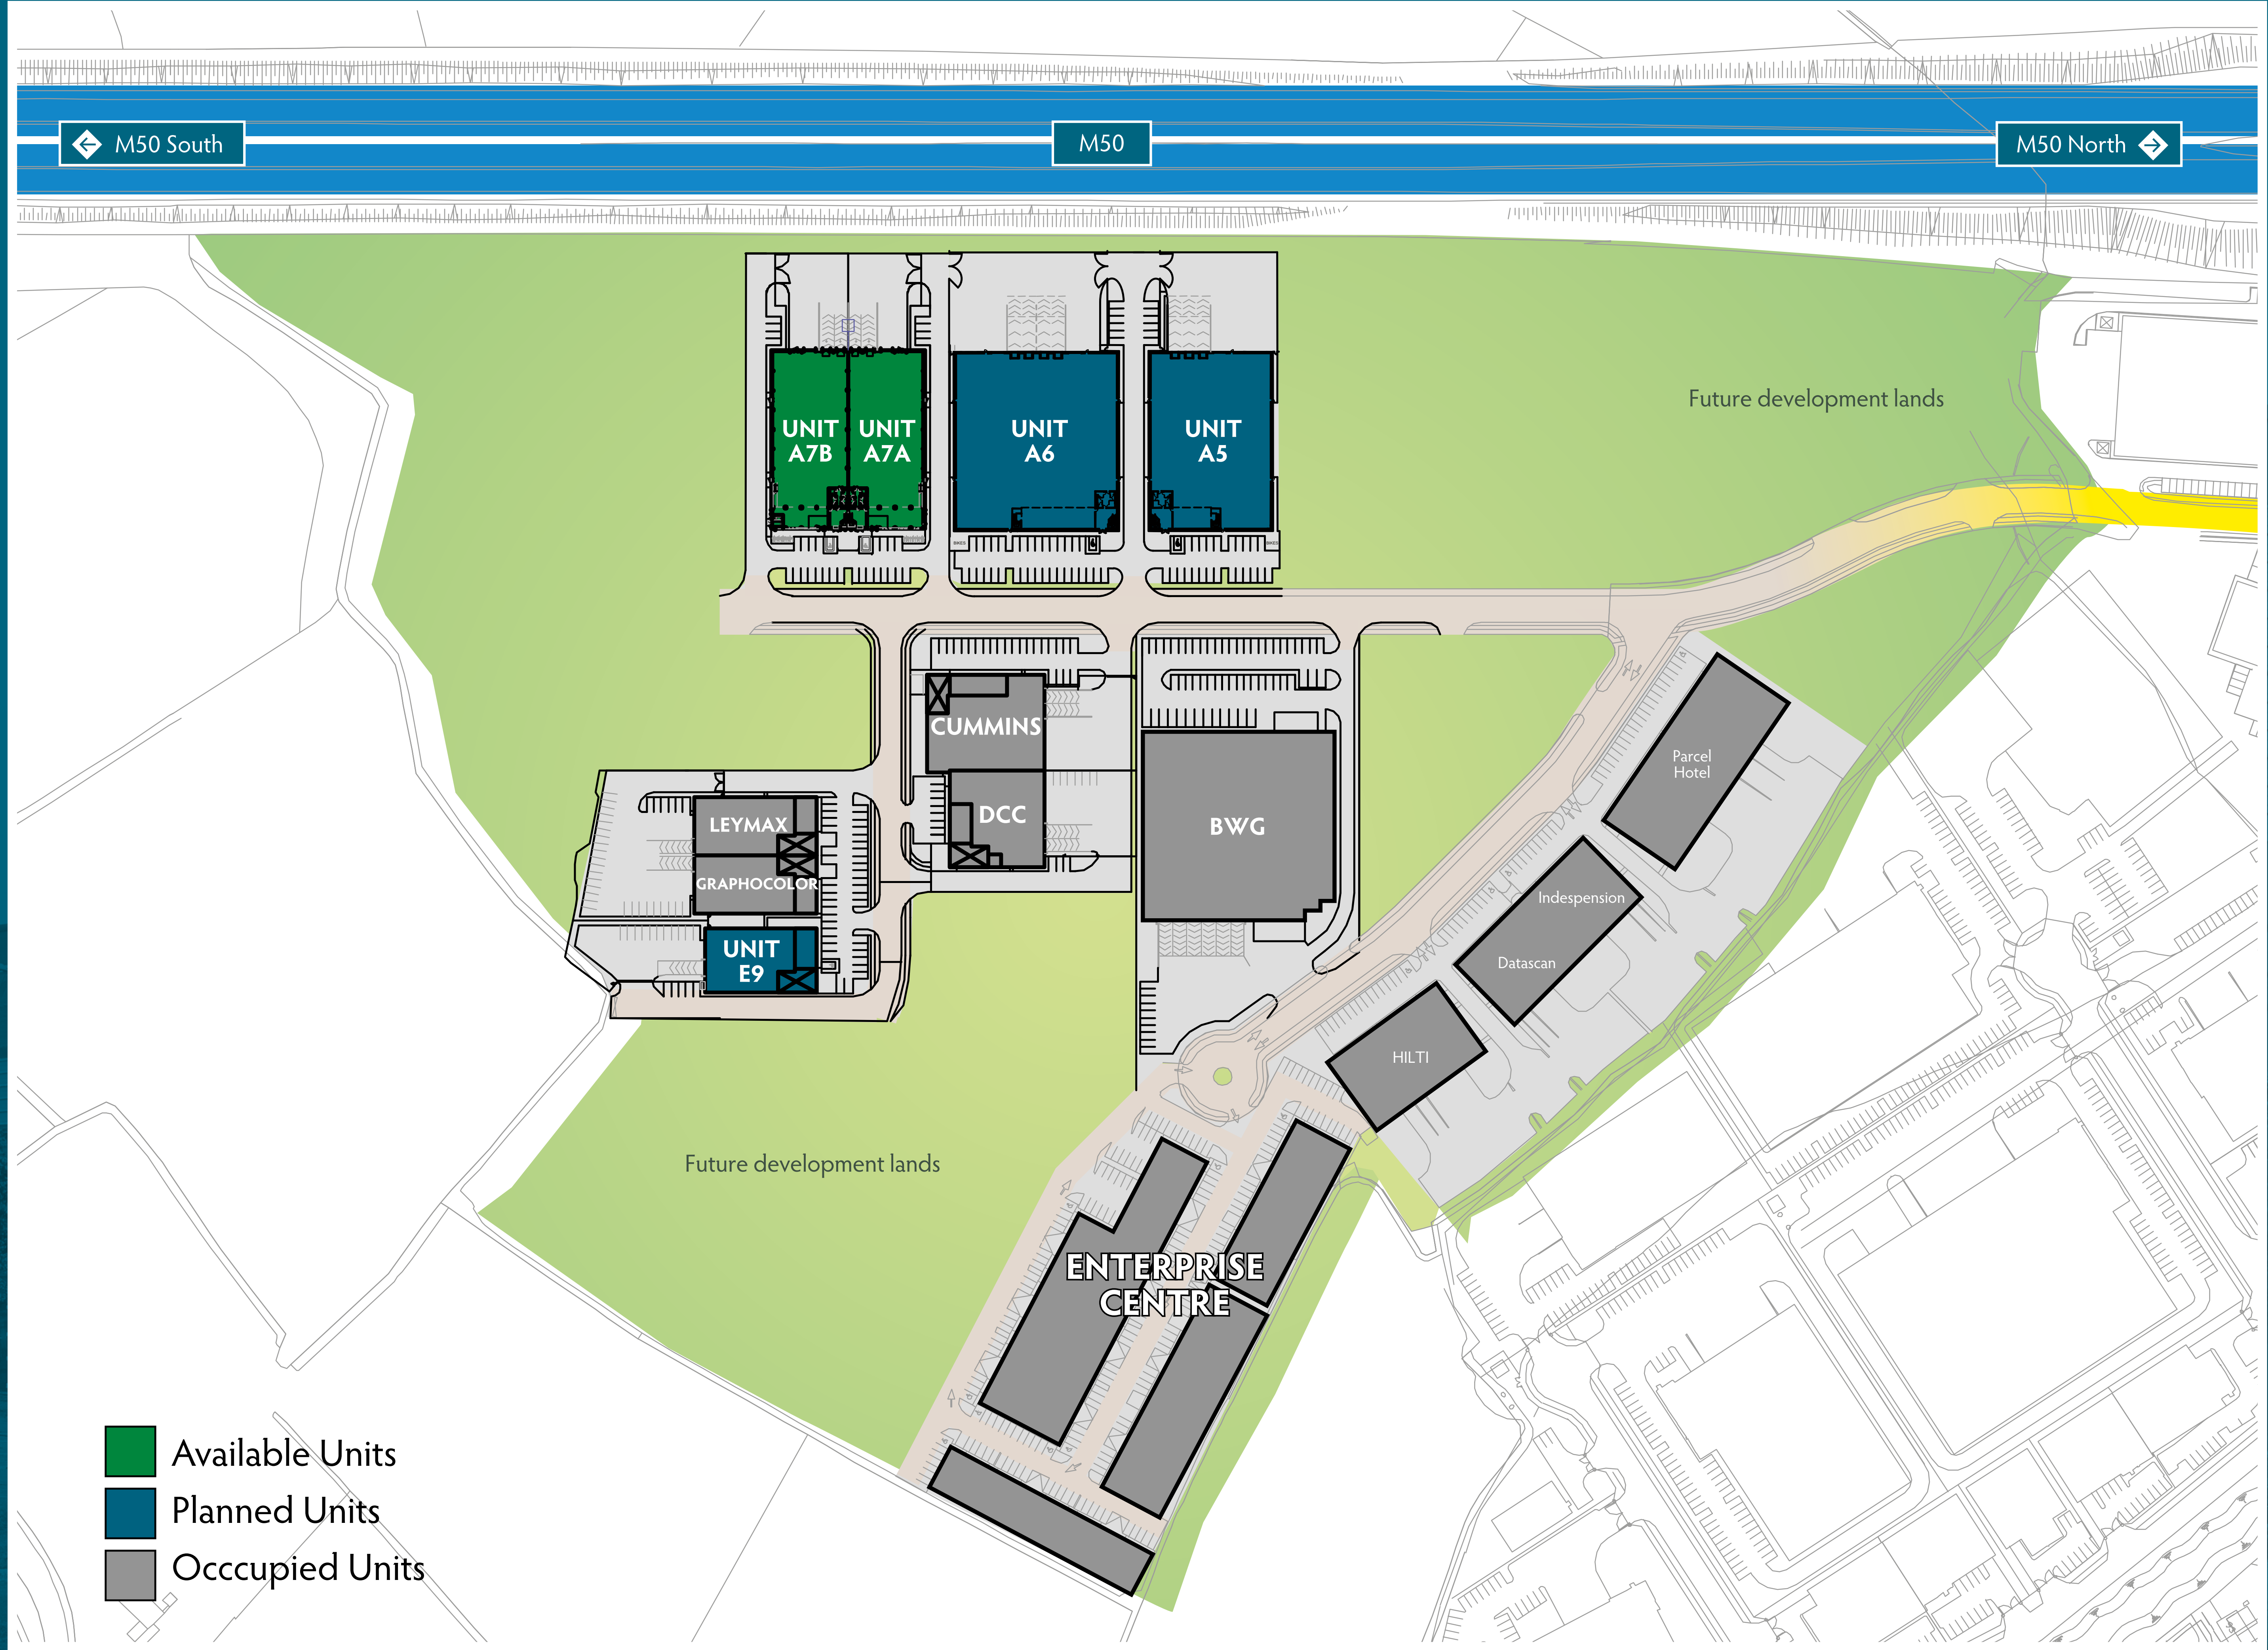 M50 South
M50
M50 North
Future development lands
UNIT
A7B
UNIT
A7A
UNIT
A6
UNIT
A5
BIKES
BIKES
CUMMINS
DCC
BWG
LEYMAX
GRAPHOCOLOR
UNIT
E9
Parcel
Hotel
Indespension
Datascan
HILTI
Future development lands
ENTERPRISE
CENTRE
Available Units
Planned Units
Occcupied Units